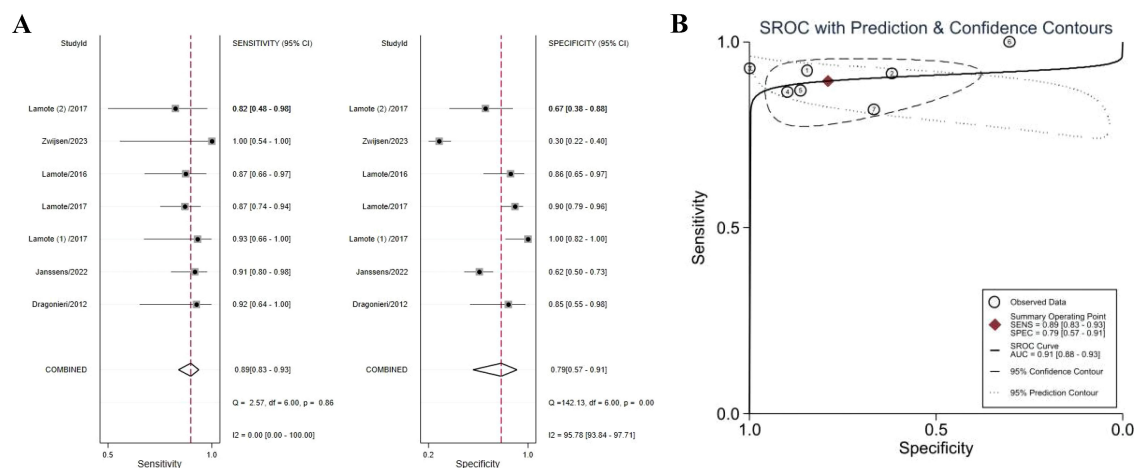 A
StudyId SENSITIVITY (95% CI)
Lamote (2) /2017 0.82 [0.48 - 0.98]
Zwijsen/2023 1.00 [0.54 - 1.00]
Lamote/2016 0.87 [0.66 - 0.97]
Lamote/2017 0.87 [0.74 - 0.94]
Lamote (1) /2017 0.93 [0.66 - 1.00]
Janssens/2022 0.91 [0.80 - 0.98]
Dragonieri/2012 0.92 [0.64 - 1.00]
COMBINED 0.89[0.83 - 0.93]
Q = 2.57, df = 6.00, p = 0.86
I2 = 0.00 [0.00 - 100.00]
0.5 1.0
Sensitivity
StudyId SPECIFICITY (95% CI)
Lamote (2) /2017 0.67 [0.38 - 0.88]
Zwijsen/2023 0.30 [0.22 - 0.40]
Lamote/2016 0.86 [0.65 - 0.97]
Lamote/2017 0.90 [0.79 - 0.96]
Lamote (1) /2017 1.00 [0.82 - 1.00]
Janssens/2022 0.62 [0.50 - 0.73]
Dragonieri/2012 0.85 [0.55 - 0.98]
COMBINED 0.79[0.57 - 0.91]
Q =142.13, df = 6.00, p = 0.00
I2 = 95.78 [93.84 - 97.71]
0.2 1.0
Specificity
B
SROC with Prediction & Confidence Contours
1.0
0.5
0.0
Sensitivity
1
2
4
5
6
7
Observed Data
Summary Operating Point
SENS = 0.89 [0.83 - 0.93]
SPEC = 0.79 [0.57 - 0.91]
SROC Curve
AUC = 0.91 [0.88 - 0.93]
95% Confidence Contour
95% Prediction Contour
1.0 0.5 0.0
Specificity